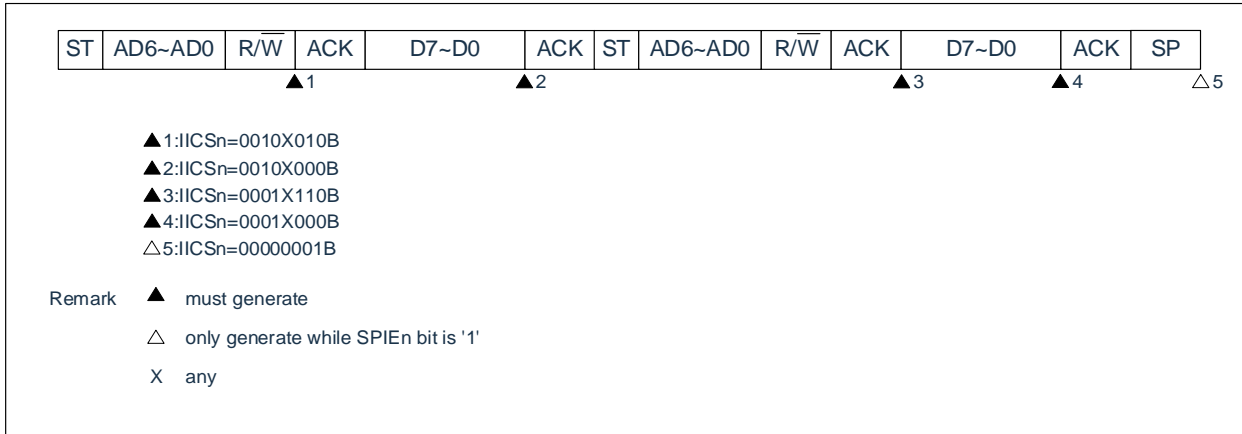 ST AD6~AD0 R/W̅ ACK D7~D0 ACK ST AD6~AD0 R/W̅ ACK D7~D0 ACK SP
▲1 ▲2 ▲3 ▲4 △5
▲1:IICSn=0010X010B
▲2:IICSn=0010X000B
▲3:IICSn=0001X110B
▲4:IICSn=0001X000B
△5:IICSn=00000001B
Remark ▲ must generate
△ only generate while SPIEn bit is '1'
X any